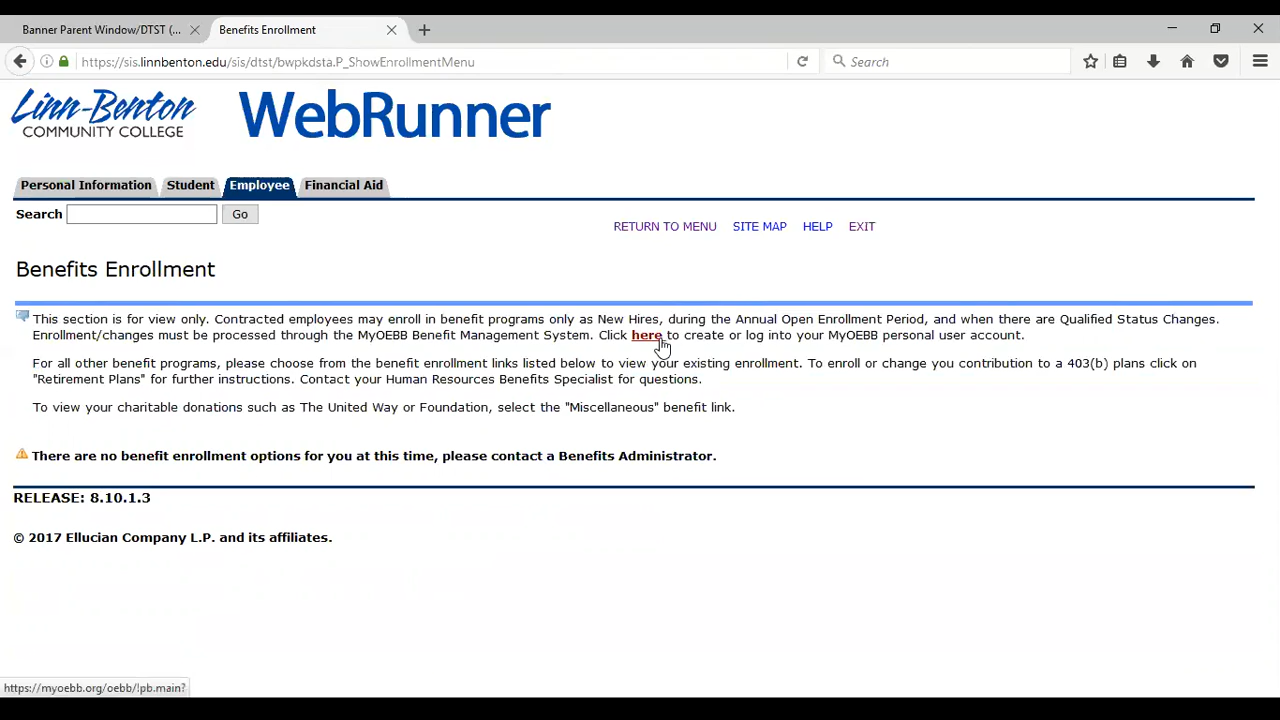 Banner Parent Window/DTST (...
Benefits Enrollment
https://sis.linnbenton.edu/sis/dtst/bwpkdsta.P_ShowEnrollmentMenu
Search
Linn-Benton
COMMUNITY COLLEGE
WebRunner
Personal Information Student Employee Financial Aid
Search Go
RETURN TO MENU SITE MAP HELP EXIT
Benefits Enrollment
This section is for view only. Contracted employees may enroll in benefit programs only as New Hires, during the Annual Open Enrollment Period, and when there are Qualified Status Changes.
Enrollment/changes must be processed through the MyOEBB Benefit Management System. Click here to create or log into your MyOEBB personal user account.
For all other benefit programs, please choose from the benefit enrollment links listed below to view your existing enrollment. To enroll or change you contribution to a 403(b) plans click on
"Retirement Plans" for further instructions. Contact your Human Resources Benefits Specialist for questions.
To view your charitable donations such as The United Way or Foundation, select the "Miscellaneous" benefit link.
There are no benefit enrollment options for you at this time, please contact a Benefits Administrator.
RELEASE: 8.10.1.3
© 2017 Ellucian Company L.P. and its affiliates.
https://myoebb.org/oebb/!pb.main?